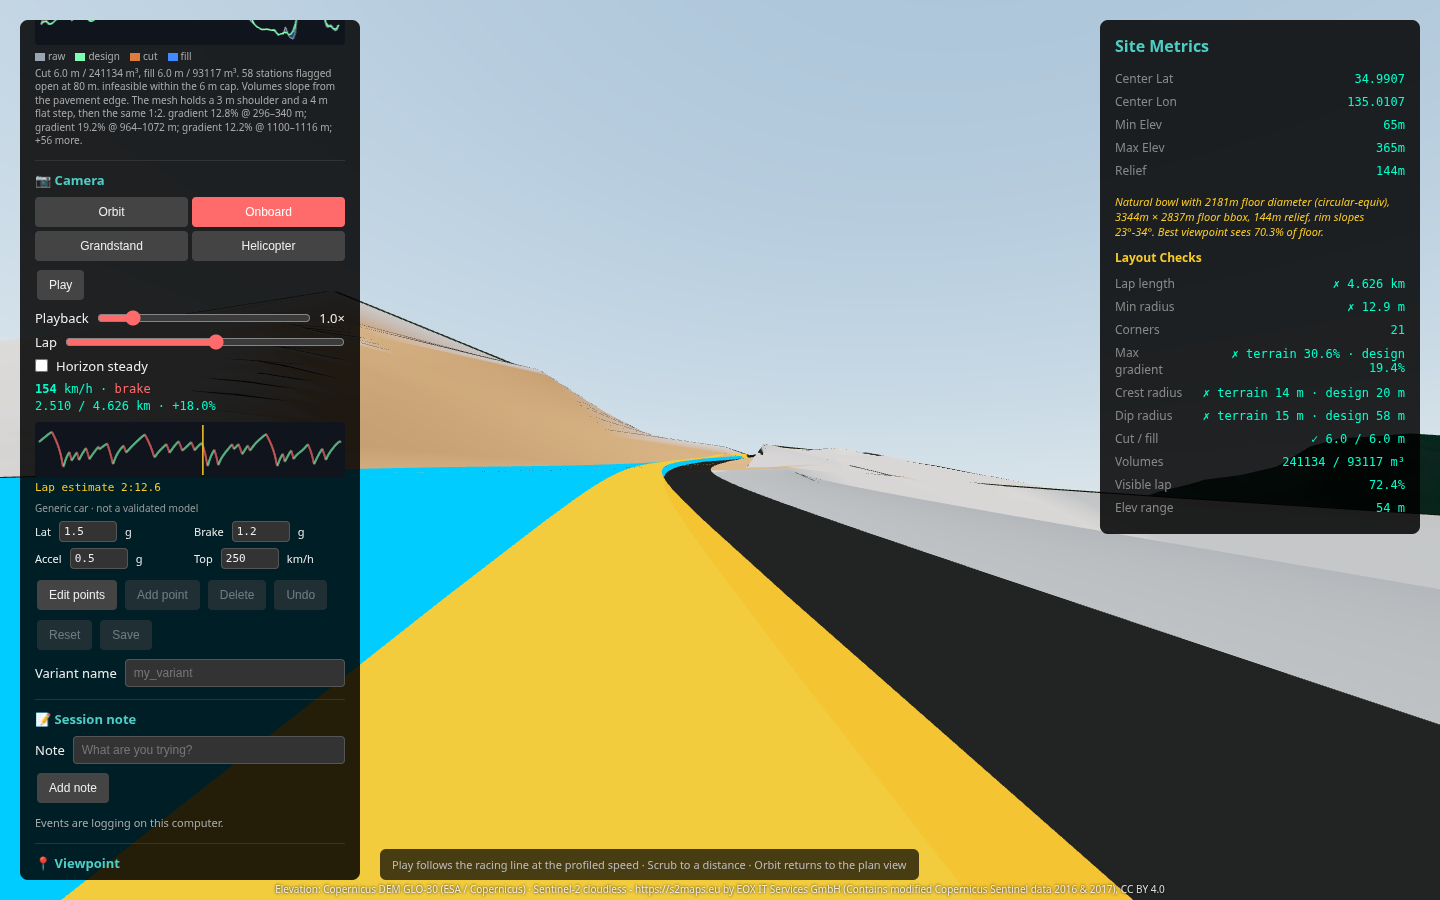 raw design cut fill
Cut 6.0 m / 241134 m³, fill 6.0 m / 93117 m³. 58 stations flagged
open at 80 m. infeasible within the 6 m cap. Volumes slope from
the pavement edge. The mesh holds a 3 m shoulder and a 4 m
flat step, then the same 1:2. gradient 12.8% @ 296–340 m;
gradient 19.2% @ 964–1072 m; gradient 12.2% @ 1100–1116 m;
+56 more.
📷 Camera
Orbit Onboard
Grandstand Helicopter
Play
Playback 1.0×
Lap
Horizon steady
154 km/h · brake
2.510 / 4.626 km · +18.0%
Lap estimate 2:12.6
Generic car · not a validated model
Lat 1.5 g Brake 1.2 g
Accel 0.5 g Top 250 km/h
Edit points Add point Delete Undo
Reset Save
Variant name my_variant
📝 Session note
Note What are you trying?
Add note
Events are logging on this computer.
📍 Viewpoint
Site Metrics
Center Lat 34.9907
Center Lon 135.0107
Min Elev 65m
Max Elev 365m
Relief 144m
Natural bowl with 2181m floor diameter (circular-equiv),
3344m × 2837m floor bbox, 144m relief, rim slopes
23°-34°. Best viewpoint sees 70.3% of floor.
Layout Checks
Lap length ✗ 4.626 km
Min radius ✗ 12.9 m
Corners 21
Max gradient ✗ terrain 30.6% · design 19.4%
Crest radius ✗ terrain 14 m · design 20 m
Dip radius ✗ terrain 15 m · design 58 m
Cut / fill ✓ 6.0 / 6.0 m
Volumes 241134 / 93117 m³
Visible lap 72.4%
Elev range 54 m
Play follows the racing line at the profiled speed · Scrub to a distance · Orbit returns to the plan view
Elevation: Copernicus DEM GLO-30 (ESA / Copernicus) · Sentinel-2 cloudless - https://s2maps.eu by EOX IT Services GmbH (Contains modified Copernicus Sentinel data 2016 & 2017), CC BY 4.0